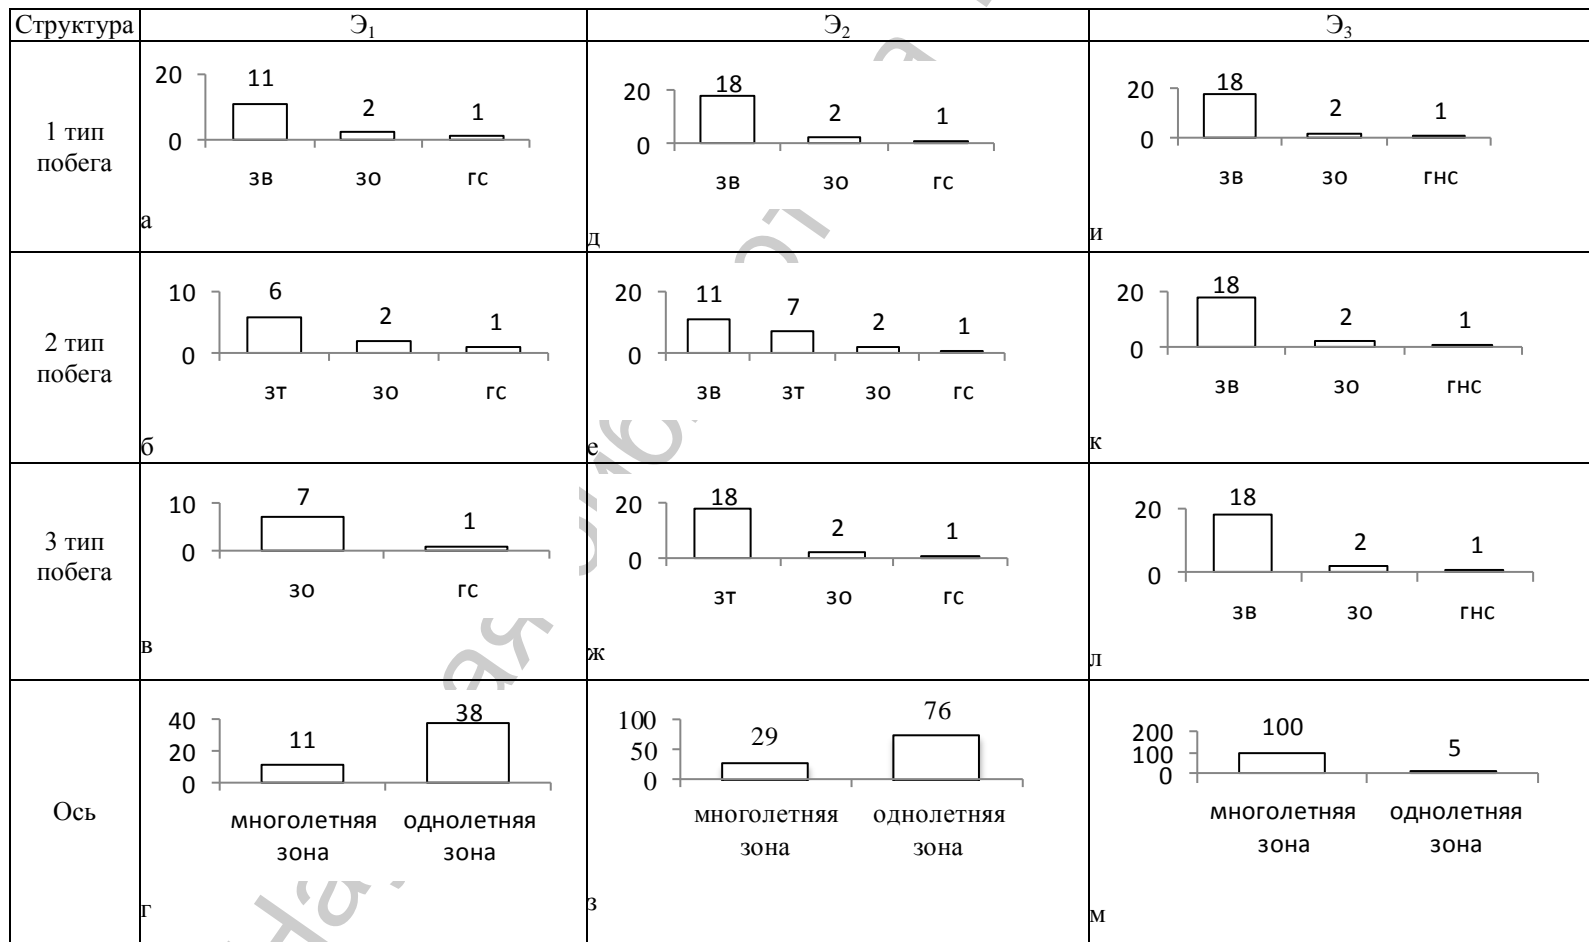 Структура Э1 Э2 Э3
1 тип
побега
20
0
11 2 1
зв зо гс
а
20
0
18 2 1
зв зо гс
д
20
0
18 2 1
зв зо гнс
и
2 тип
побега
10
0
6 2 1
зт зо гс
б
20
0
11 7 2 1
зв зт зо гс
е
20
0
18 2 1
зв зо гнс
к
3 тип
побега
10
0
7 1
зо гс
в
20
0
18 2 1
зт зо гс
ж
20
0
18 2 1
зв зо гнс
л
Ось
40
20
0
11 38
многолетняя однолетняя
зона зона
г
100
50
0
29 76
многолетняя однолетняя
зона зона
з
200
100
0
100 5
многолетняя однолетняя
зона зона
м